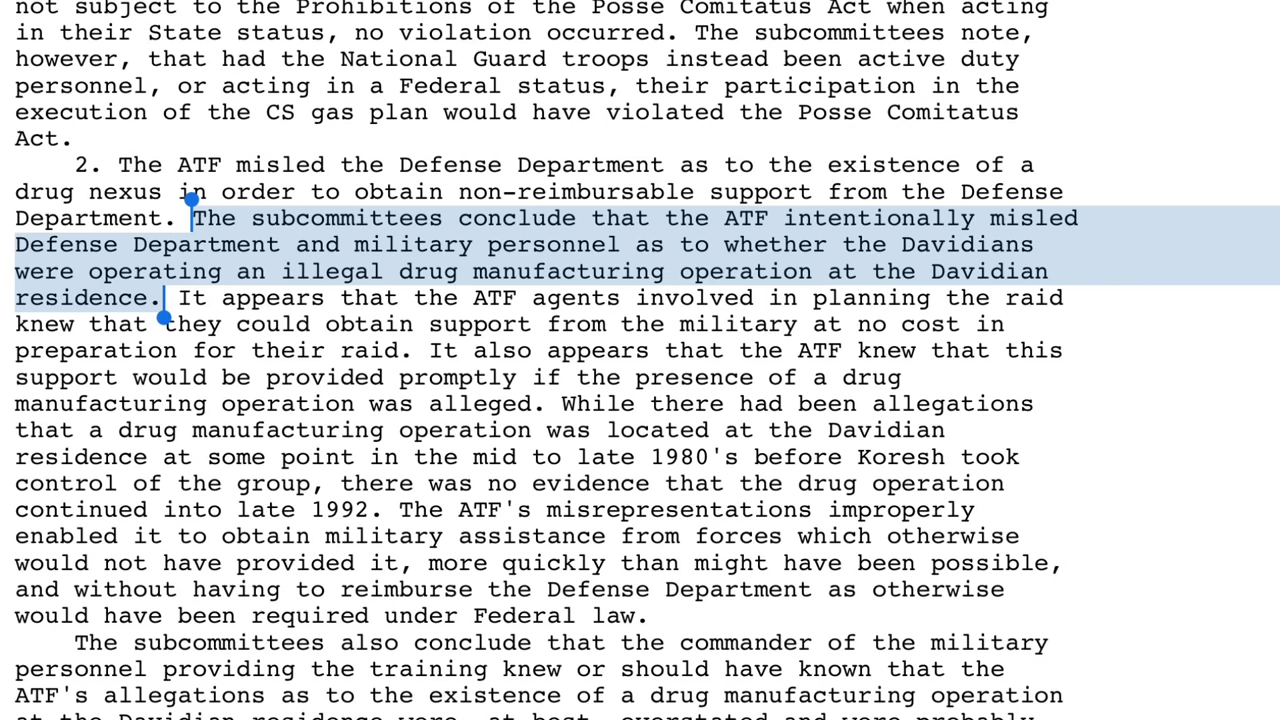 not subject to the Prohibitions of the Posse Comitatus Act when acting
in their State status, no violation occurred. The subcommittees note,
however, that had the National Guard troops instead been active duty
personnel, or acting in a Federal status, their participation in the
execution of the CS gas plan would have violated the Posse Comitatus
Act.
2. The ATF misled the Defense Department as to the existence of a
drug nexus in order to obtain non-reimbursable support from the Defense
Department. The subcommittees conclude that the ATF intentionally misled
Defense Department and military personnel as to whether the Davidians
were operating an illegal drug manufacturing operation at the Davidian
residence. It appears that the ATF agents involved in planning the raid
knew that they could obtain support from the military at no cost in
preparation for their raid. It also appears that the ATF knew that this
support would be provided promptly if the presence of a drug
manufacturing operation was alleged. While there had been allegations
that a drug manufacturing operation was located at the Davidian
residence at some point in the mid to late 1980's before Koresh took
control of the group, there was no evidence that the drug operation
continued into late 1992. The ATF's misrepresentations improperly
enabled it to obtain military assistance from forces which otherwise
would not have provided it, more quickly than might have been possible,
and without having to reimburse the Defense Department as otherwise
would have been required under Federal law.
The subcommittees also conclude that the commander of the military
personnel providing the training knew or should have known that the
ATF's allegations as to the existence of a drug manufacturing operation
at the Davidian residence were, at best, overstated and were probably